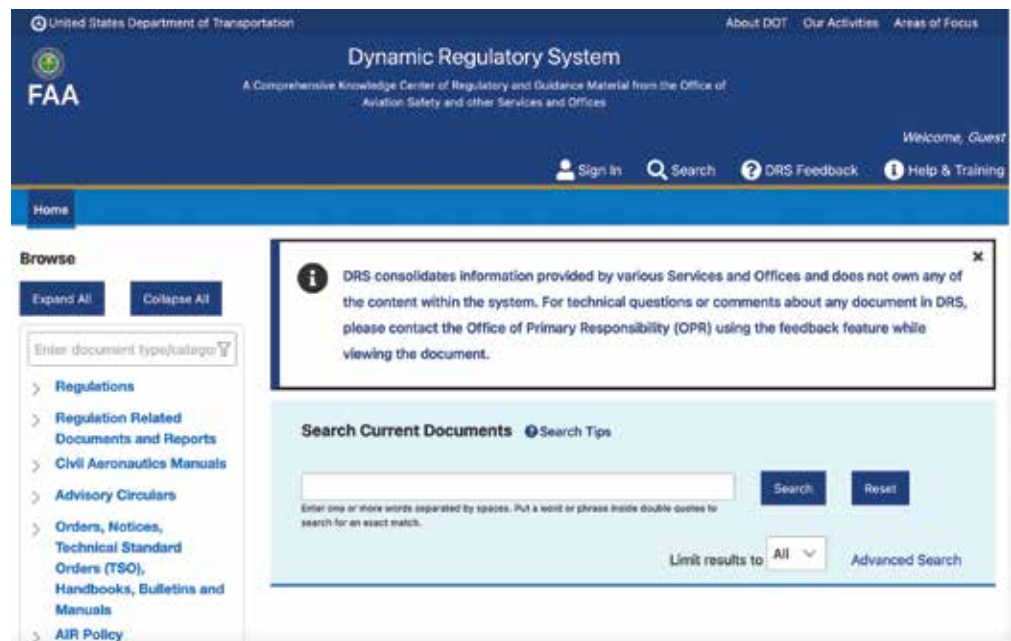 United States Department of Transportation
About DOT Our Activities Areas of Focus
FAA
Dynamic Regulatory System
A Comprehensive Knowledge Center of Regulatory and Guidance Material from the Office of
Aviation Safety and other Services and Offices
Welcome, Guest
Sign In Search DRS Feedback Help & Training
Home
Browse
Expand All Collapse All
Enter document type/categor
Regulations
Regulation Related
Documents and Reports
Civil Aeronautics Manuals
Advisory Circulars
Orders, Notices,
Technical Standard
Orders (TSO),
Handbooks, Bulletins and
Manuals
AIR Policy
DRS consolidates information provided by various Services and Offices and does not own any of
the content within the system. For technical questions or comments about any document in DRS,
please contact the Office of Primary Responsibility (OPR) using the feedback feature while
viewing the document.
Search Current Documents Search Tips
Search Reset
Enter one or more words separated by spaces. Put a word or phrase inside double quotes to
search for an exact match.
Limit results to All Advanced Search